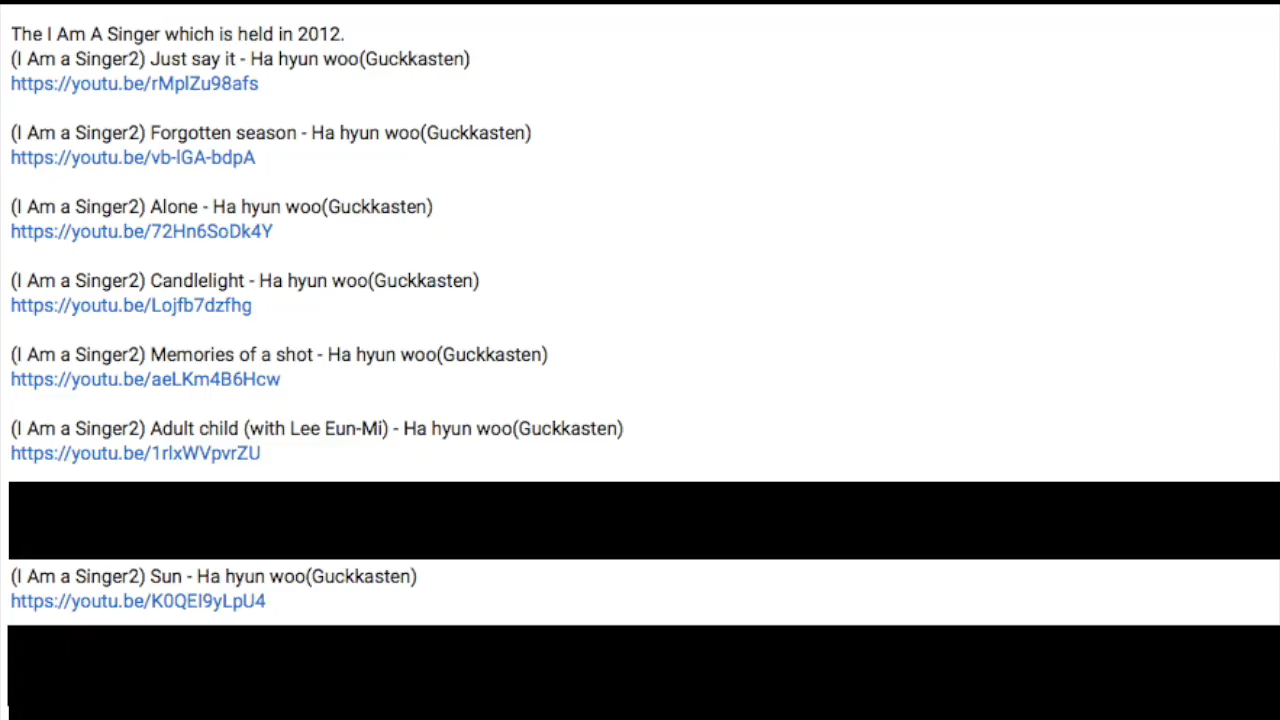 The I Am A Singer which is held in 2012.
(I Am a Singer2) Just say it - Ha hyun woo(Guckkasten)
https://youtu.be/rMplZu98afs
(I Am a Singer2) Forgotten season - Ha hyun woo(Guckkasten)
https://youtu.be/vb-lGA-bdpA
(I Am a Singer2) Alone - Ha hyun woo(Guckkasten)
https://youtu.be/72Hn6SoDk4Y
(I Am a Singer2) Candlelight - Ha hyun woo(Guckkasten)
https://youtu.be/Lojfb7dzfhg
(I Am a Singer2) Memories of a shot - Ha hyun woo(Guckkasten)
https://youtu.be/aeLKm4B6Hcw
(I Am a Singer2) Adult child (with Lee Eun-Mi) - Ha hyun woo(Guckkasten)
https://youtu.be/1rlxWVpvrZU
(I Am a Singer2) Sun - Ha hyun woo(Guckkasten)
https://youtu.be/K0QEl9yLpU4